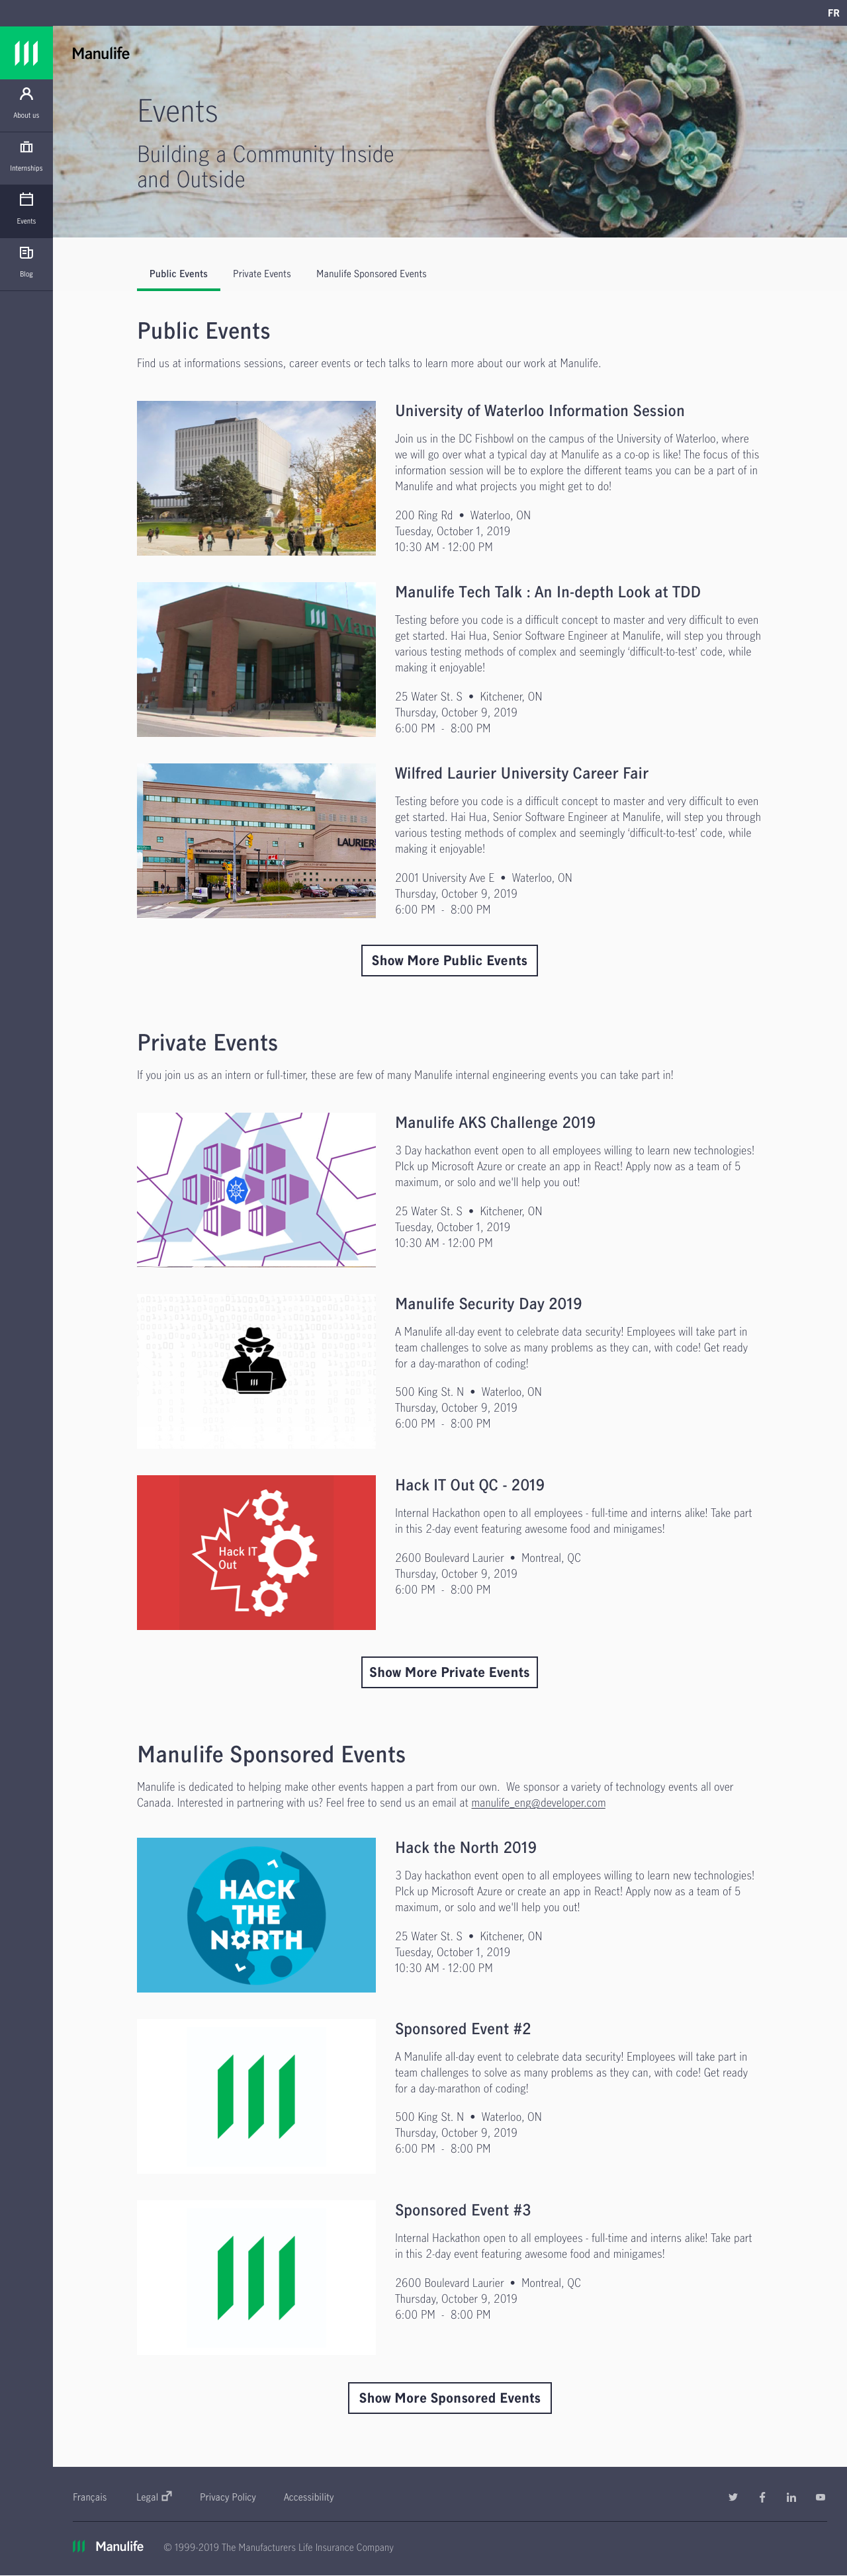 FR
Manulife
About us
Internships
Events
Blog
Events
Building a Community Inside
and Outside
Public Events
Private Events
Manulife Sponsored Events
Public Events
Find us at informations sessions, career events or tech talks to learn more about our work at Manulife.
University of Waterloo Information Session
Join us in the DC Fishbowl on the campus of the University of Waterloo, where
we will go over what a typical day at Manulife as a co-op is like! The focus of this
information session will be to explore the different teams you can be a part of in
Manulife and what projects you might get to do!
200 Ring Rd • Waterloo, ON
Tuesday, October 1, 2019
10:30 AM - 12:00 PM
Manulife Tech Talk : An In-depth Look at TDD
Testing before you code is a difficult concept to master and very difficult to even
get started. Hai Hua, Senior Software Engineer at Manulife, will step you through
various testing methods of complex and seemingly ‘difficult-to-test’ code, while
making it enjoyable!
25 Water St. S • Kitchener, ON
Thursday, October 9, 2019
6:00 PM - 8:00 PM
LAURIER
Wilfred Laurier University Career Fair
Testing before you code is a difficult concept to master and very difficult to even
get started. Hai Hua, Senior Software Engineer at Manulife, will step you through
various testing methods of complex and seemingly ‘difficult-to-test’ code, while
making it enjoyable!
2001 University Ave E • Waterloo, ON
Thursday, October 9, 2019
6:00 PM - 8:00 PM
Show More Public Events
Private Events
If you join us as an intern or full-timer, these are few of many Manulife internal engineering events you can take part in!
Manulife AKS Challenge 2019
3 Day hackathon event open to all employees willing to learn new technologies!
PIck up Microsoft Azure or create an app in React! Apply now as a team of 5
maximum, or solo and we'll help you out!
25 Water St. S • Kitchener, ON
Tuesday, October 1, 2019
10:30 AM - 12:00 PM
Manulife Security Day 2019
A Manulife all-day event to celebrate data security! Employees will take part in
team challenges to solve as many problems as they can, with code! Get ready
for a day-marathon of coding!
500 King St. N • Waterloo, ON
Thursday, October 9, 2019
6:00 PM - 8:00 PM
Hack IT
Out
Hack IT Out QC - 2019
Internal Hackathon open to all employees - full-time and interns alike! Take part
in this 2-day event featuring awesome food and minigames!
2600 Boulevard Laurier • Montreal, QC
Thursday, October 9, 2019
6:00 PM - 8:00 PM
Show More Private Events
Manulife Sponsored Events
Manulife is dedicated to helping make other events happen a part from our own. We sponsor a variety of technology events all over
Canada. Interested in partnering with us? Feel free to send us an email at manulife_eng@developer.com
HACK
THE
NORTH
Hack the North 2019
3 Day hackathon event open to all employees willing to learn new technologies!
PIck up Microsoft Azure or create an app in React! Apply now as a team of 5
maximum, or solo and we'll help you out!
25 Water St. S • Kitchener, ON
Tuesday, October 1, 2019
10:30 AM - 12:00 PM
Sponsored Event #2
A Manulife all-day event to celebrate data security! Employees will take part in
team challenges to solve as many problems as they can, with code! Get ready
for a day-marathon of coding!
500 King St. N • Waterloo, ON
Thursday, October 9, 2019
6:00 PM - 8:00 PM
Sponsored Event #3
Internal Hackathon open to all employees - full-time and interns alike! Take part
in this 2-day event featuring awesome food and minigames!
2600 Boulevard Laurier • Montreal, QC
Thursday, October 9, 2019
6:00 PM - 8:00 PM
Show More Sponsored Events
Français
Legal
Privacy Policy
Accessibility
Manulife
© 1999-2019 The Manufacturers Life Insurance Company